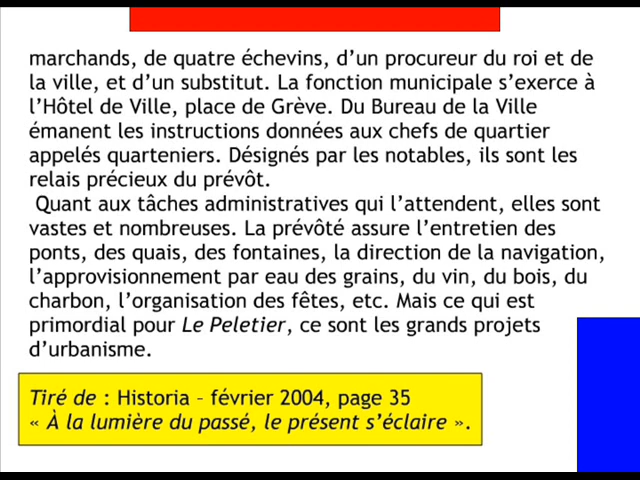 marchands, de quatre échevins, d’un procureur du roi et de
la ville, et d’un substitut. La fonction municipale s’exerce à
l’Hôtel de Ville, place de Grève. Du Bureau de la Ville
émanent les instructions données aux chefs de quartier
appelés quarteniers. Désignés par les notables, ils sont les
relais précieux du prévôt.
Quant aux tâches administratives qui l’attendent, elles sont
vastes et nombreuses. La prévôté assure l’entretien des
ponts, des quais, des fontaines, la direction de la navigation,
l’approvisionnement par eau des grains, du vin, du bois, du
charbon, l’organisation des fêtes, etc. Mais ce qui est
primordial pour Le Peletier, ce sont les grands projets
d’urbanisme.
Tiré de : Historia – février 2004, page 35
« À la lumière du passé, le présent s’éclaire ».